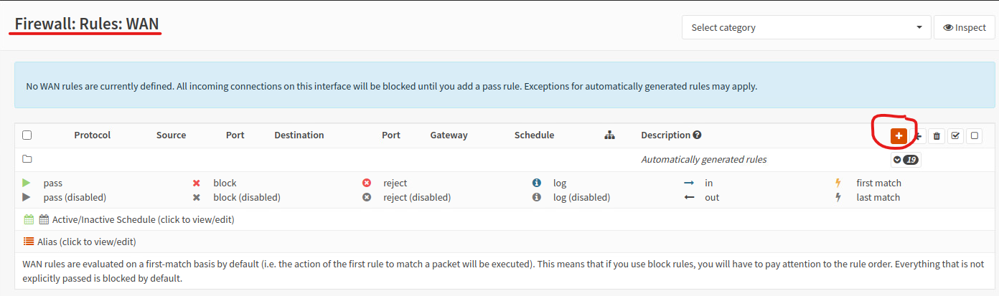 Firewall: Rules: WAN
Select category
Inspect
No WAN rules are currently defined. All incoming connections on this interface will be blocked until you add a pass rule. Exceptions for automatically generated rules may apply.
Protocol Source Port Destination Port Gateway Schedule Description
Automatically generated rules 19
pass block reject log in first match
pass (disabled) block (disabled) reject (disabled) log (disabled) out last match
Active/Inactive Schedule (click to view/edit)
Alias (click to view/edit)
WAN rules are evaluated on a first-match basis by default (i.e. the action of the first rule to match a packet will be executed). This means that if you use block rules, you will have to pay attention to the rule order. Everything that is not
explicitly passed is blocked by default.